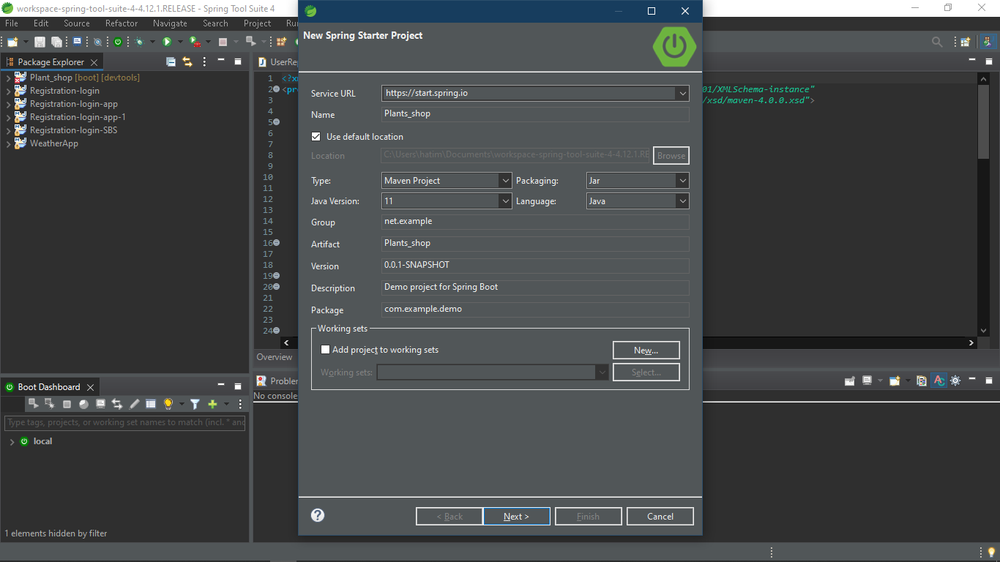 workspace-spring-tool-suite-4-4.12.1.RELEASE - Spring Tool Suite 4
File Edit Source Refactor Navigate Search Project Ru
Package Explorer
Plant_shop [boot] [devtools]
Registration-login
Registration-login-app
Registration-login-app-1
Registration-login-SBS
WeatherApp
UserRe
1 <?x
2 <pr
3
4
5
6
7
8
9
10
11
12
13
14
15
16
17
18
19
20
21
22
23
24
01/XMLSchema-instance"
/xsd/maven-4.0.0.xsd">
Overview
New Spring Starter Project
Service URL https://start.spring.io
Name Plants_shop
Use default location
Location C:\Users\hatim\Documents\workspace-spring-tool-suite-4-4.12.1.RE Browse
Type: Maven Project Packaging: Jar
Java Version: 11 Language: Java
Group net.example
Artifact Plants_shop
Version 0.0.1-SNAPSHOT
Description Demo project for Spring Boot
Package com.example.demo
Working sets
Add project to working sets New...
Working sets: Select...
< Back Next > Finish Cancel
Boot Dashboard
Type tags, projects, or working set names to match (incl. * and
local
1 elements hidden by filter
Probler
No console